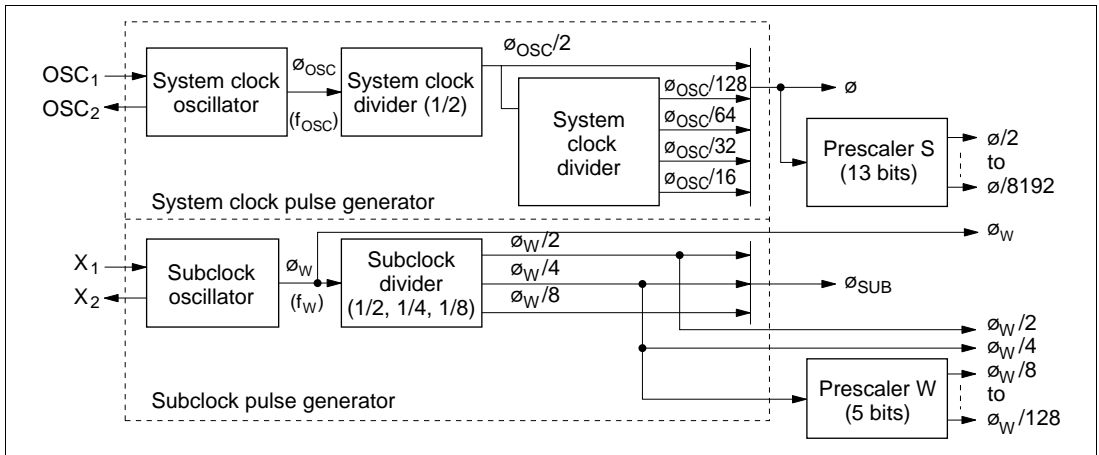 OSC1
OSC2
System clock
oscillator
øOSC
(fOSC)
System clock
divider (1/2)
øOSC/2
System
clock
divider
øOSC/128
øOSC/64
øOSC/32
øOSC/16
ø
Prescaler S
(13 bits)
ø/2
to
ø/8192
System clock pulse generator
X1
X2
Subclock
oscillator
øW
(fW)
Subclock
divider
(1/2, 1/4, 1/8)
øW/2
øW/4
øW/8
øW
øSUB
øW/2
øW/4
Prescaler W
(5 bits)
øW/8
to
øW/128
Subclock pulse generator